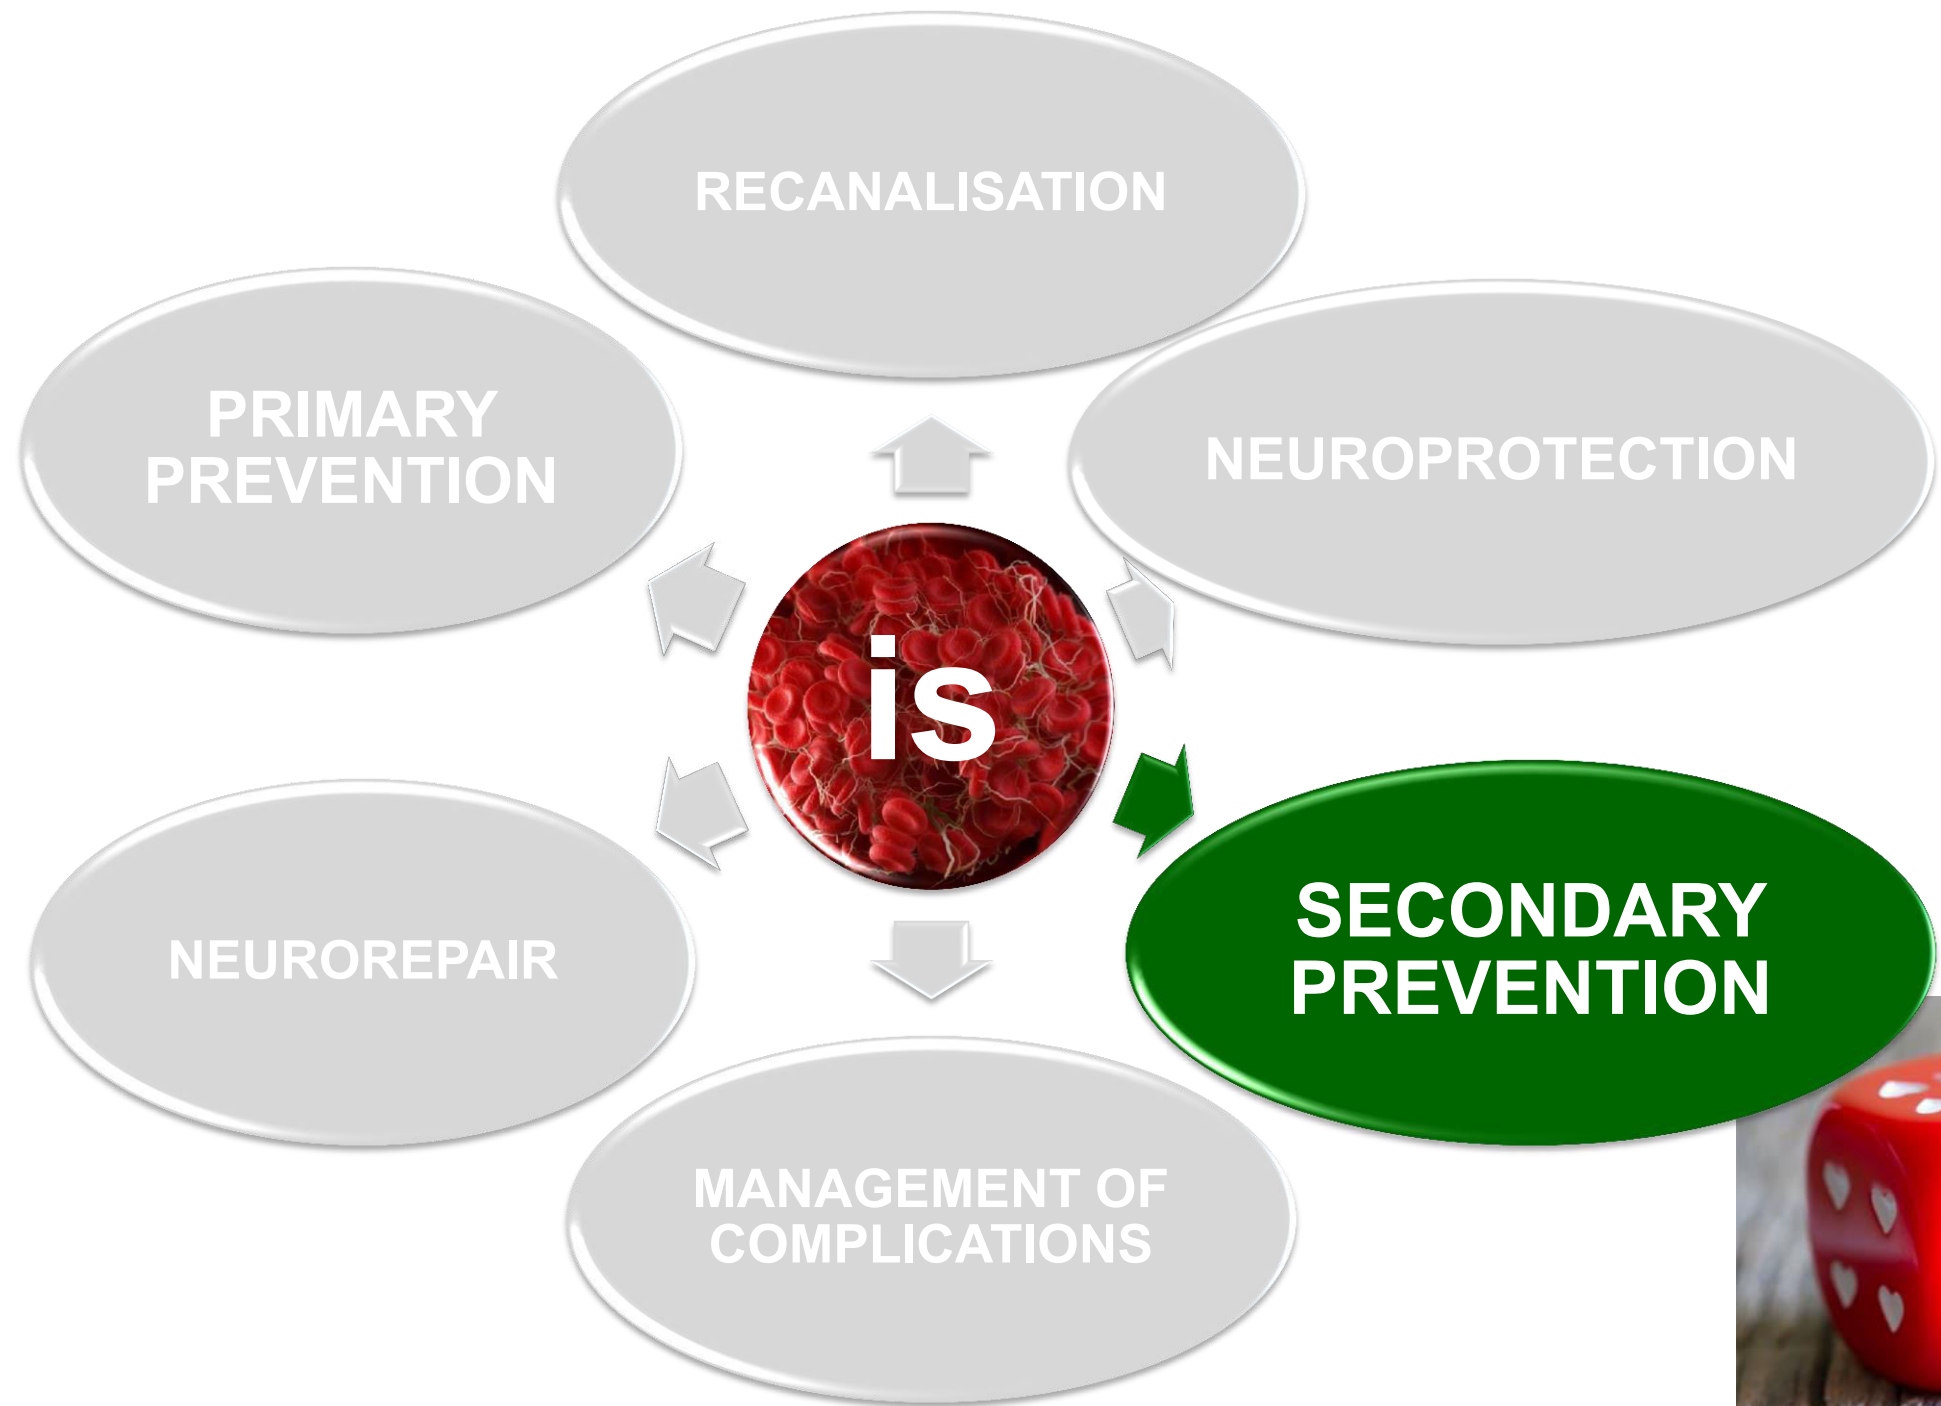 RECANALISATION
PRIMARY
PREVENTION
NEUROPROTECTION
is
NEUROREPAIR
SECONDARY
PREVENTION
MANAGEMENT OF
COMPLICATIONS